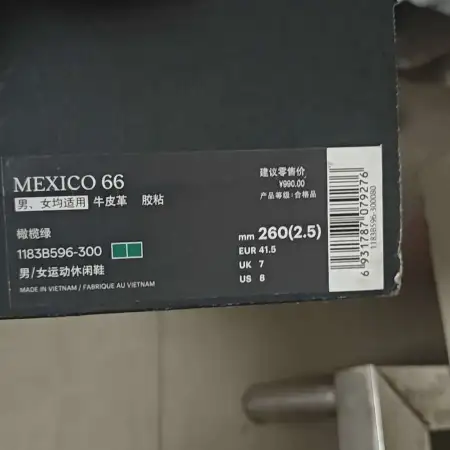 MEXICO 66
男、女均适用 牛皮革 胶粘
橄榄绿
1183B596-300
男/女运动休闲鞋
MADE IN VIETNAM / FABRIQUE AU VIETNAM
建议零售价
¥990.00
产品等级:合格品
mm 260(2.5)
EUR 41.5
UK 7
US 8
6 931787 079276
1183B596-300080